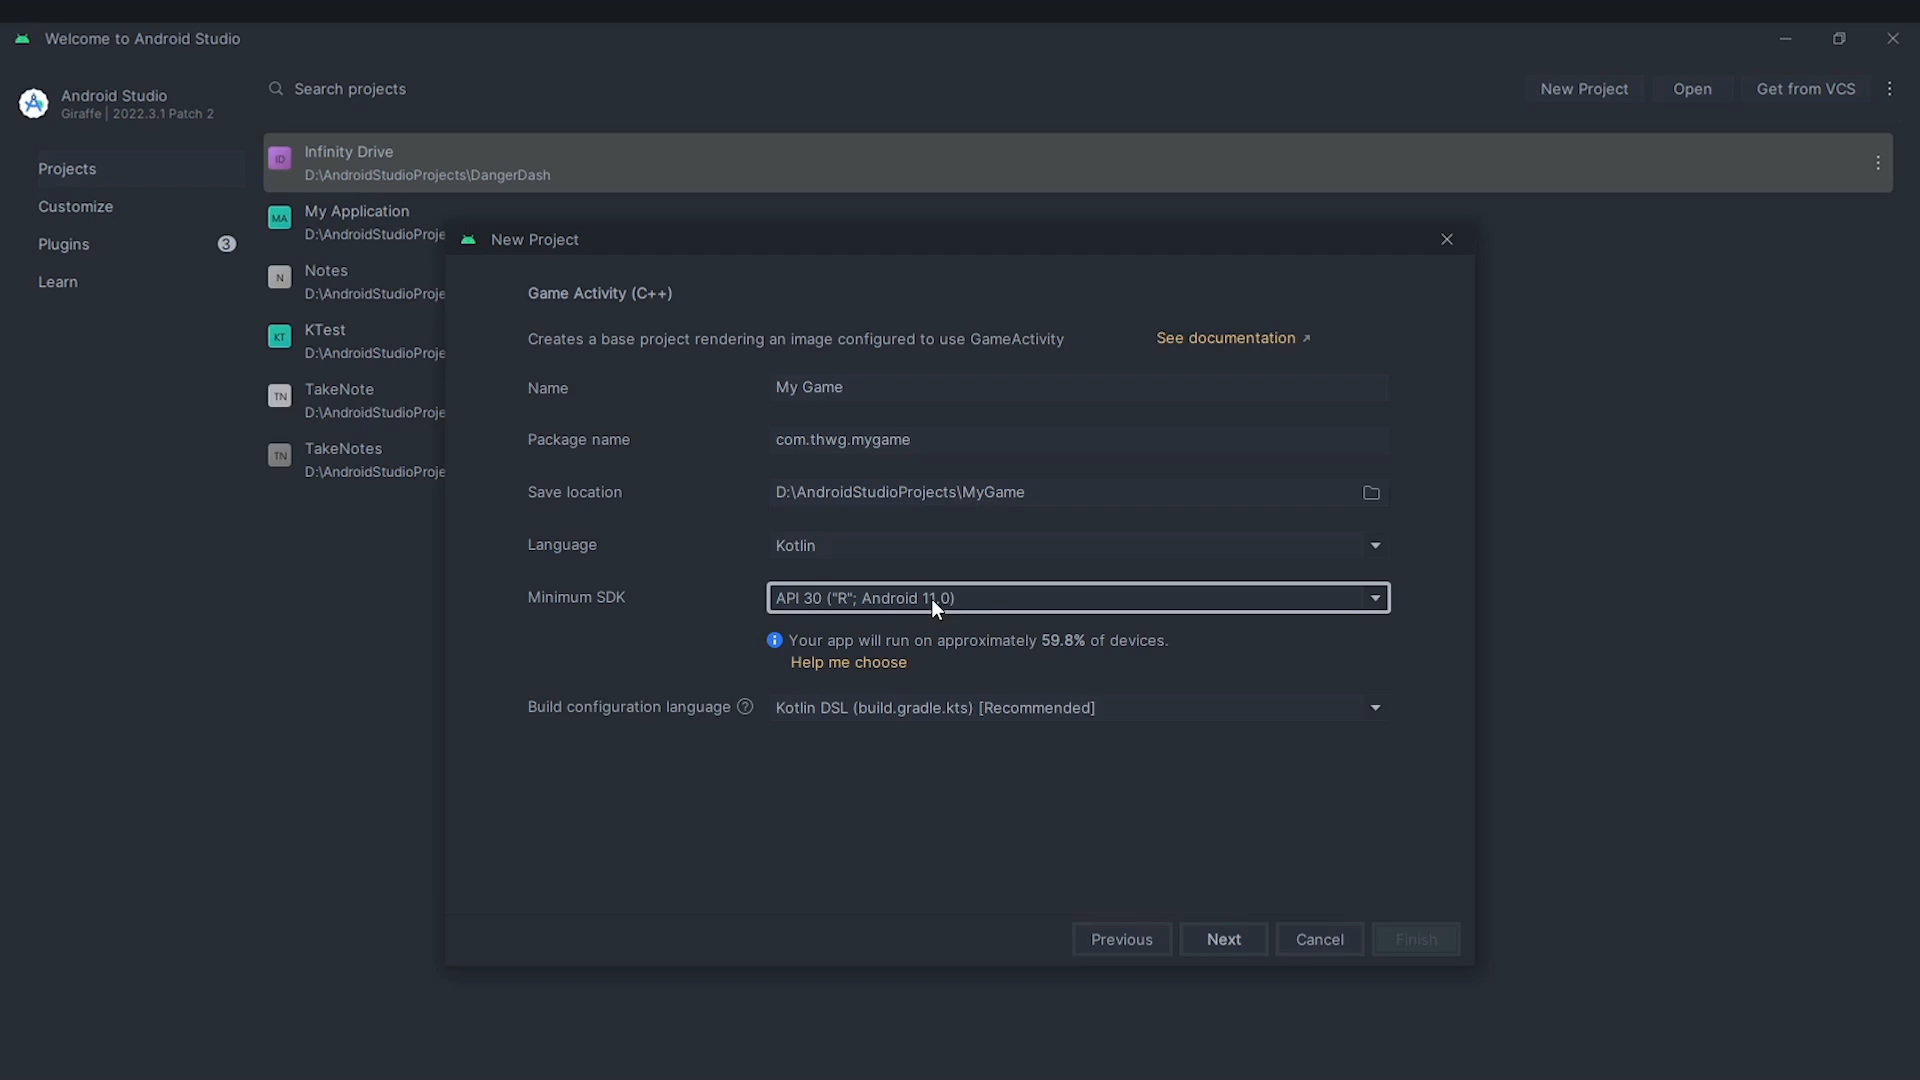 Welcome to Android Studio
Android Studio
Giraffe | 2022.3.1 Patch 2
Search projects
New Project
Open
Get from VCS
Projects
Customize
Plugins
3
Learn
ID
Infinity Drive
D:\AndroidStudioProjects\DangerDash
MA
My Application
D:\AndroidStudioProje
N
Notes
D:\AndroidStudioProje
KT
KTest
D:\AndroidStudioProje
TN
TakeNote
D:\AndroidStudioProje
TN
TakeNotes
D:\AndroidStudioProje
New Project
Game Activity (C++)
Creates a base project rendering an image configured to use GameActivity
See documentation ↗
Name
My Game
Package name
com.thwg.mygame
Save location
D:\AndroidStudioProjects\MyGame
Language
Kotlin
Minimum SDK
API 30 ("R"; Android 11.0)
Your app will run on approximately 59.8% of devices.
Help me choose
Build configuration language
Kotlin DSL (build.gradle.kts) [Recommended]
Previous
Next
Cancel
Finish